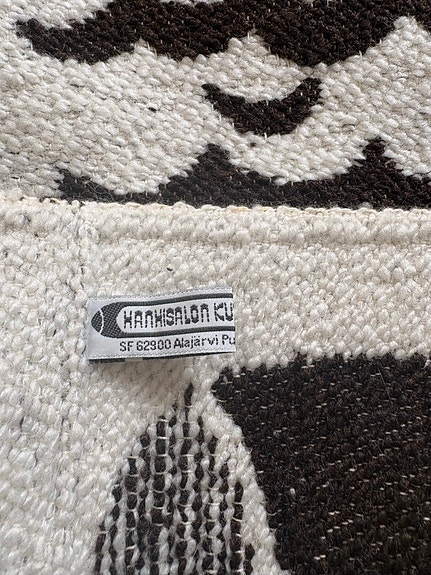 HANHISALON KU
SF 62900 Alajärvi Pu